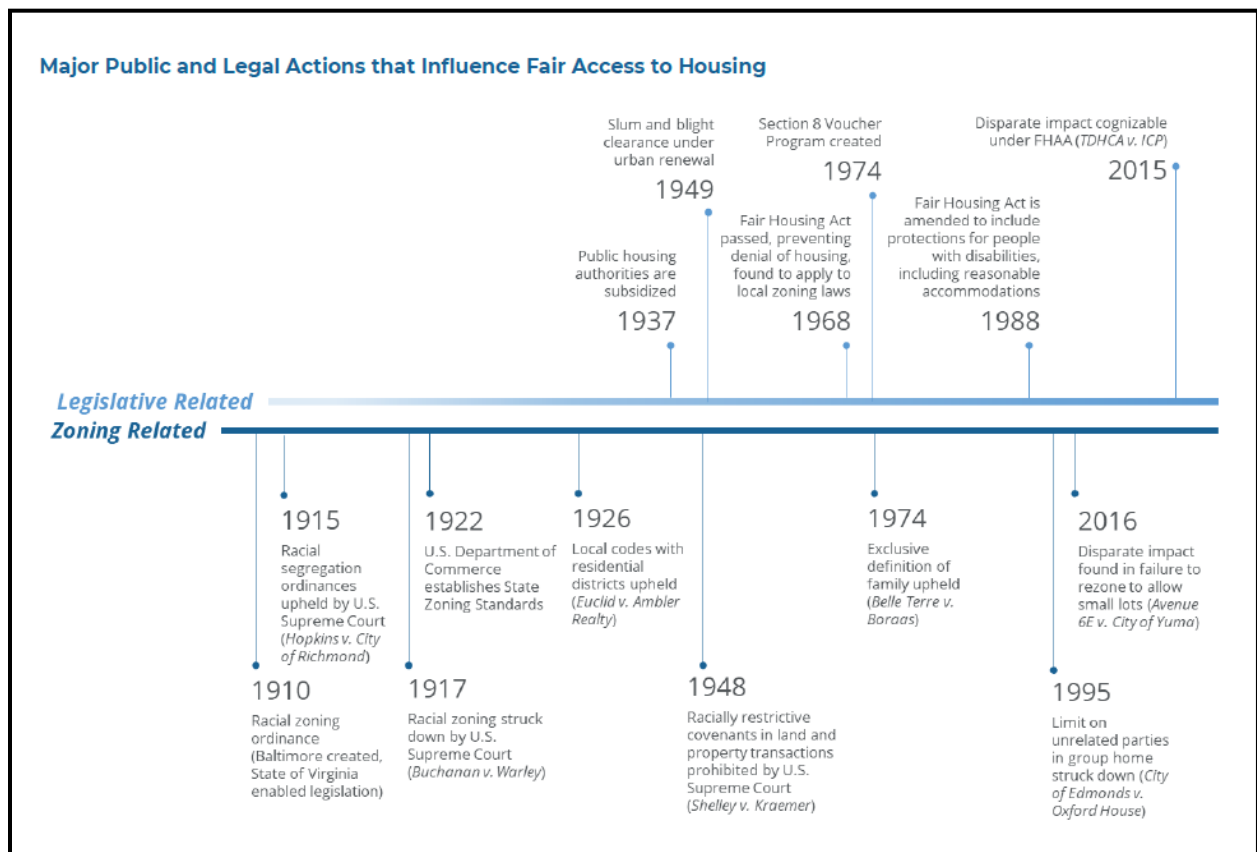 Major Public and Legal Actions that Influence Fair Access to Housing
Slum and blight
clearance under
urban renewal
1949
Section 8 Voucher
Program created
1974
Disparate impact cognizable
under FHAA (TDHCA v. ICP)
2015
Public housing
authorities are
subsidized
1937
Fair Housing Act
passed, preventing
denial of housing,
found to apply to
local zoning laws
1968
Fair Housing Act is
amended to include
protections for people
with disabilities,
including reasonable
accommodations
1988
Legislative Related
Zoning Related
1915
Racial
segregation
ordinances
upheld by U.S.
Supreme Court
(Hopkins v. City
of Richmond)
1922
U.S. Department of
Commerce
establishes State
Zoning Standards
1926
Local codes with
residential
districts upheld
(Euclid v. Ambler
Realty)
1974
Exclusive
definition of
family upheld
(Belle Terre v.
Boraas)
2016
Disparate impact
found in failure to
rezone to allow
small lots (Avenue
6E v. City of Yuma)
1910
Racial zoning
ordinance
(Baltimore created,
State of Virginia
enabled legislation)
1917
Racial zoning struck
down by U.S.
Supreme Court
(Buchanan v. Warley)
1948
Racially restrictive
covenants in land and
property transactions
prohibited by U.S.
Supreme Court
(Shelley v. Kraemer)
1995
Limit on
unrelated parties
in group home
struck down (City
of Edmonds v.
Oxford House)